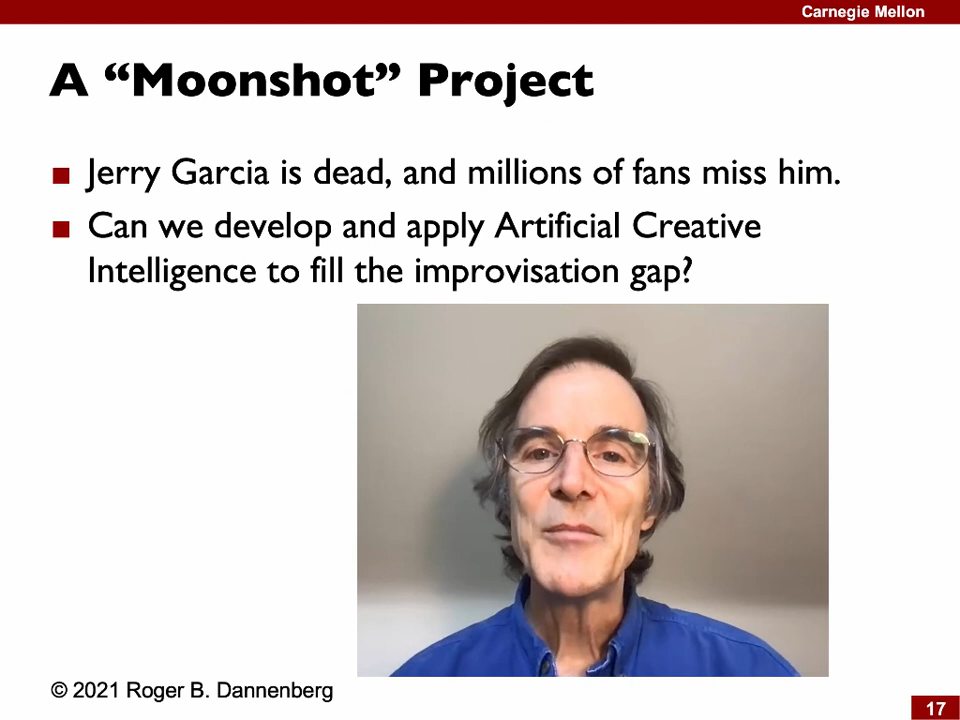 Carnegie Mellon
A “Moonshot” Project
Jerry Garcia is dead, and millions of fans miss him.
Can we develop and apply Artificial Creative
Intelligence to fill the improvisation gap?
© 2021 Roger B. Dannenberg
17